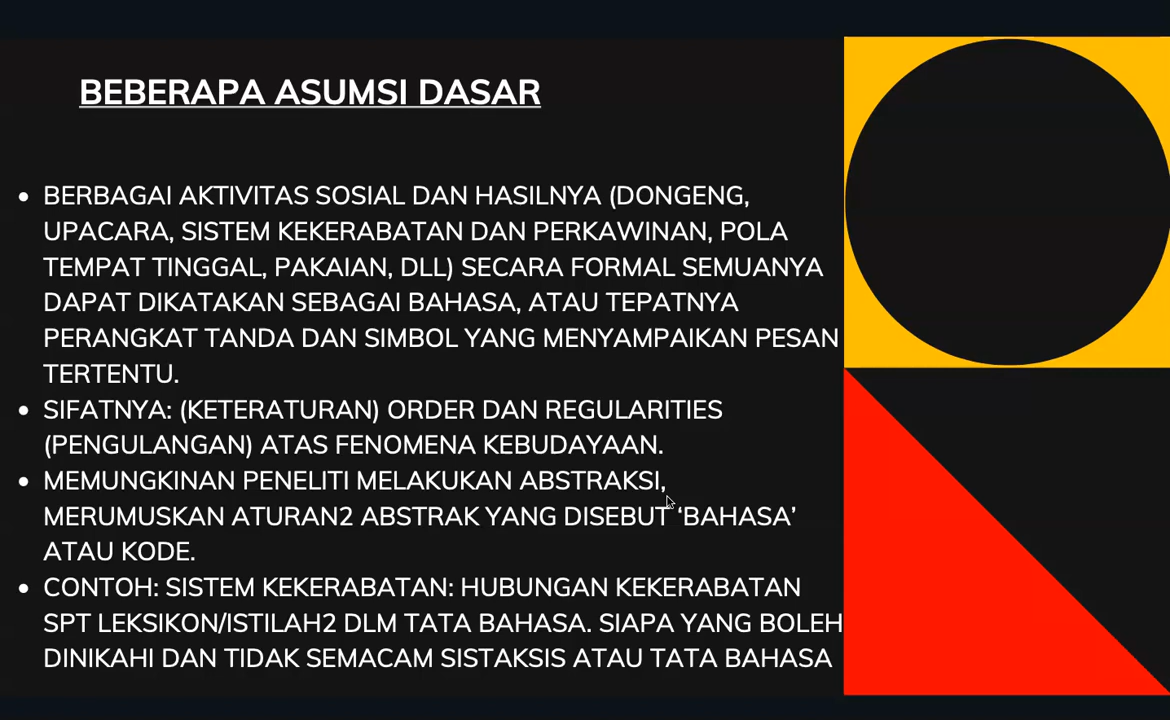 BEBERAPA ASUMSI DASAR
• BERBAGAI AKTIVITAS SOSIAL DAN HASILNYA (DONGENG,
UPACARA, SISTEM KEKERABATAN DAN PERKAWINAN, POLA
TEMPAT TINGGAL, PAKAIAN, DLL) SECARA FORMAL SEMUANYA
DAPAT DIKATAKAN SEBAGAI BAHASA, ATAU TEPATNYA
PERANGKAT TANDA DAN SIMBOL YANG MENYAMPAIKAN PESAN
TERTENTU.
• SIFATNYA: (KETERATURAN) ORDER DAN REGULARITIES
(PENGULANGAN) ATAS FENOMENA KEBUDAYAAN.
• MEMUNGKINAN PENELITI MELAKUKAN ABSTRAKSI,
MERUMUSKAN ATURAN2 ABSTRAK YANG DISEBUT ‘BAHASA’
ATAU KODE.
• CONTOH: SISTEM KEKERABATAN: HUBUNGAN KEKERABATAN
SPT LEKSIKON/ISTILAH2 DLM TATA BAHASA. SIAPA YANG BOLEH
DINIKAHI DAN TIDAK SEMACAM SISTAKSIS ATAU TATA BAHASA